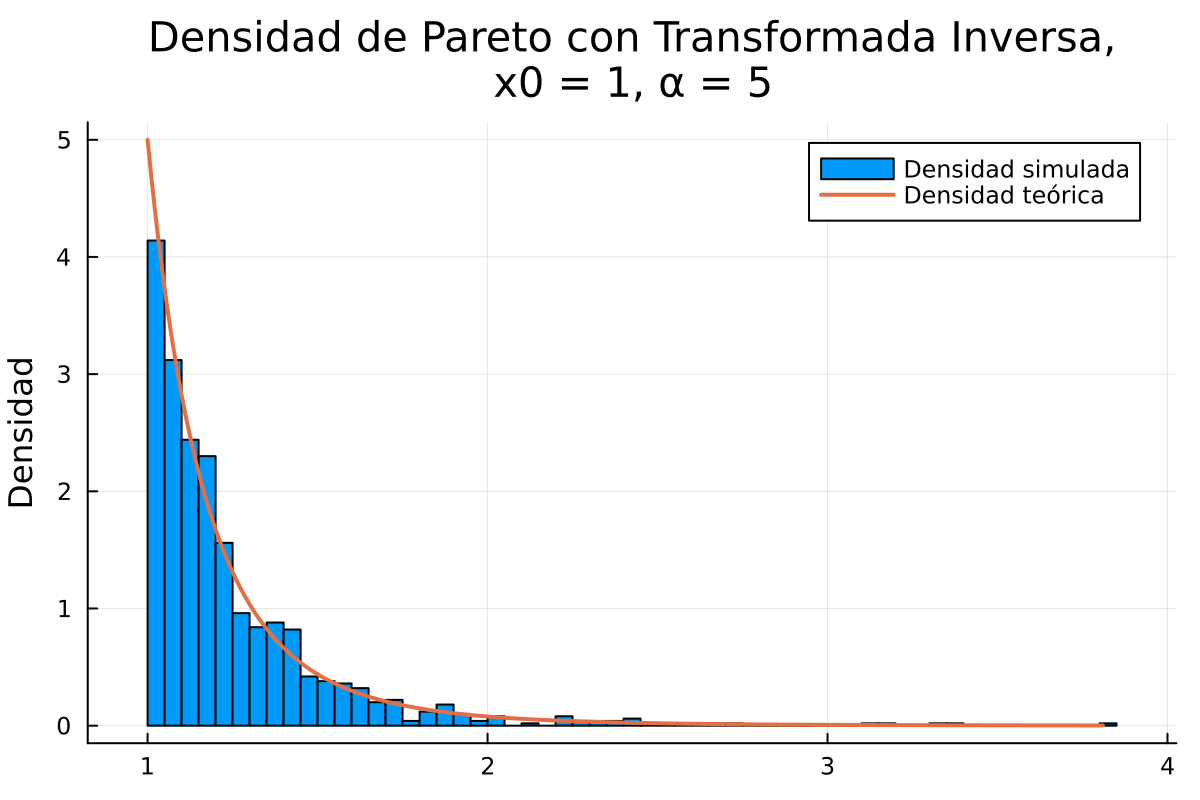 Densidad de Pareto con Transformada Inversa,
x0 = 1, α = 5
Densidad simulada
Densidad teórica
Densidad
5
4
3
2
1
0
1
2
3
4